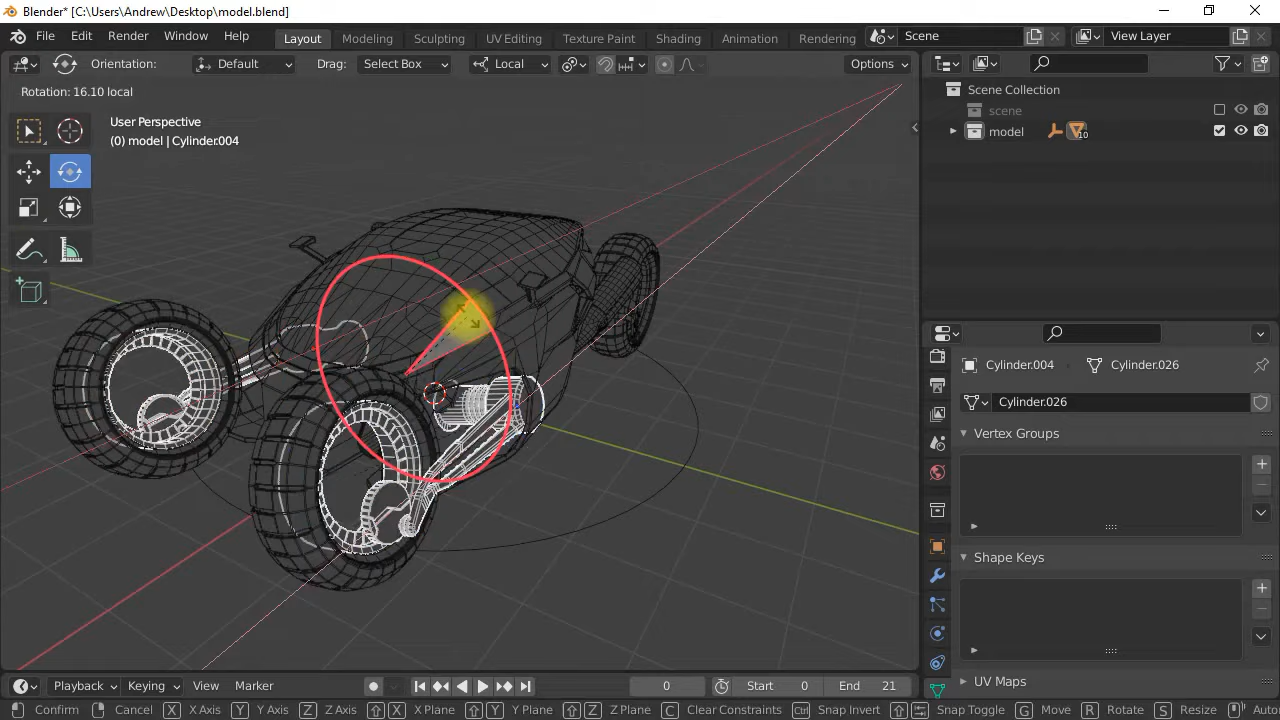 Blender* [C:\Users\Andrew\Desktop\model.blend]
File Edit Render Window Help Layout Modeling Sculpting UV Editing Texture Paint Shading Animation Rendering Scene View Layer
Orientation: Default Drag: Select Box Local Options
Rotation: 16.10 local
User Perspective
(0) model | Cylinder.004
Scene Collection
scene
model 10
Cylinder.004 Cylinder.026
Cylinder.026
Vertex Groups
Shape Keys
UV Maps
Playback Keying View Marker 0 Start 0 End 21
Confirm Cancel X X Axis Y Y Axis Z Z Axis X X Plane Y Y Plane Z Z Plane C Clear Constraints Ctrl Snap Invert Snap Toggle G Move R Rotate S Resize Auto